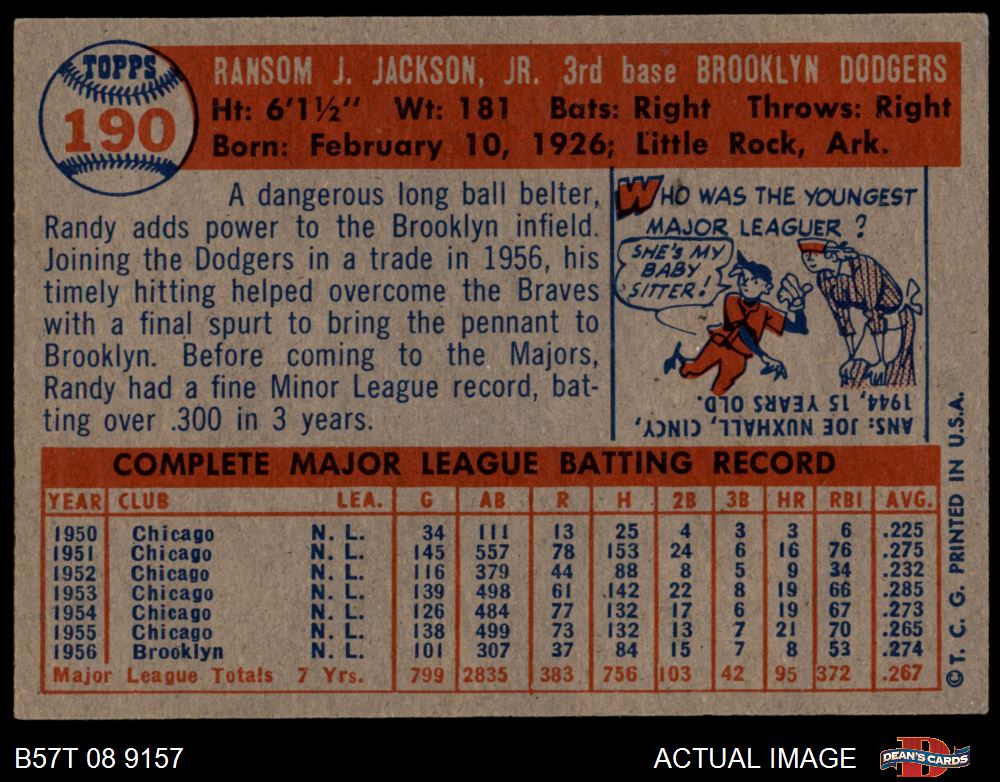 TOPPS
190
RANSOM J. JACKSON, JR. 3rd base BROOKLYN DODGERS
Ht: 6'1½" Wt: 181 Bats: Right Throws: Right
Born: February 10, 1926; Little Rock, Ark.
A dangerous long ball belter,
Randy adds power to the Brooklyn infield.
Joining the Dodgers in a trade in 1956, his
timely hitting helped overcome the Braves
with a final spurt to bring the pennant to
Brooklyn. Before coming to the Majors,
Randy had a fine Minor League record, bat-
ting over .300 in 3 years.
WHO WAS THE YOUNGEST
MAJOR LEAGUER?
SHE'S MY
BABY
SITTER!
ANS: JOE NUXHALL, CINCY,
1944, 15 YEARS OLD.
COMPLETE MAJOR LEAGUE BATTING RECORD
YEAR CLUB LEA. G AB R H 2B 3B HR RBI AVG.
1950 Chicago N. L. 34 111 13 25 4 3 3 6 .225
1951 Chicago N. L. 145 557 78 153 24 6 16 76 .275
1952 Chicago N. L. 116 379 44 88 8 5 9 34 .232
1953 Chicago N. L. 139 498 61 142 22 8 19 66 .285
1954 Chicago N. L. 126 484 77 132 17 6 19 67 .273
1955 Chicago N. L. 138 499 73 132 13 7 21 70 .265
1956 Brooklyn N. L. 101 307 37 84 15 7 8 53 .274
Major League Totals 7 Yrs. 799 2835 383 756 103 42 95 372 .267
©T. C. G. PRINTED IN U.S.A.
B57T 08 9157
ACTUAL IMAGE
DEAN'S CARDS